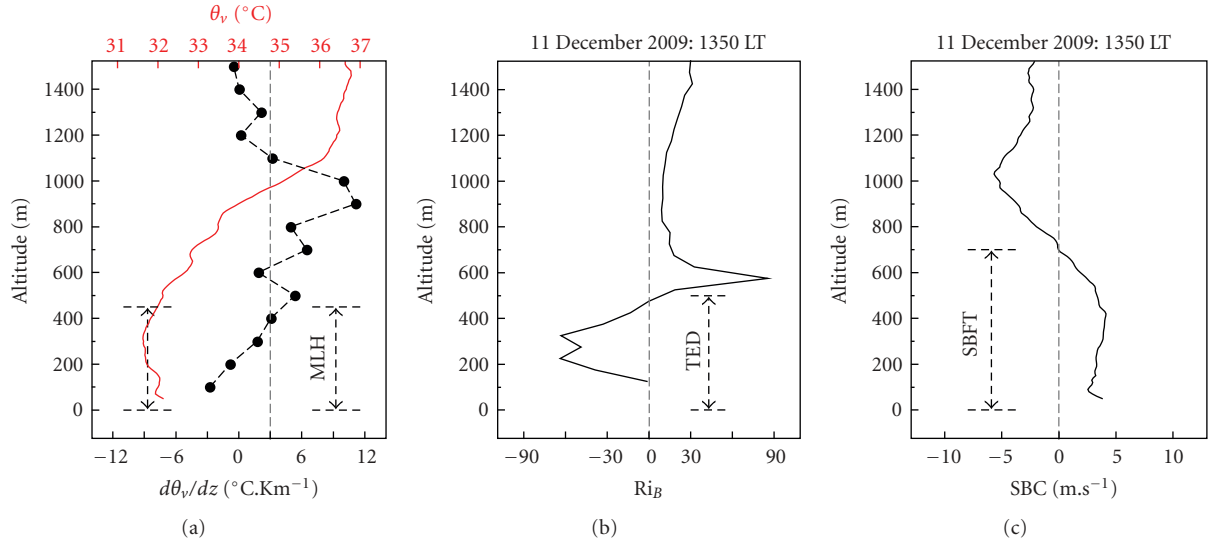 θv (°C)
31 32 33 34 35 36 37
1400
1200
1000
800
600
400
200
0
Altitude (m)
MLH
−12 −6 0 6 12
dθv/dz (°C.Km−1)
(a)
11 December 2009: 1350 LT
1400
1200
1000
800
600
400
200
0
Altitude (m)
TED
−90 −30 0 30 90
RiB
(b)
11 December 2009: 1350 LT
1400
1200
1000
800
600
400
200
0
Altitude (m)
SBFT
−10 −5 0 5 10
SBC (m.s−1)
(c)